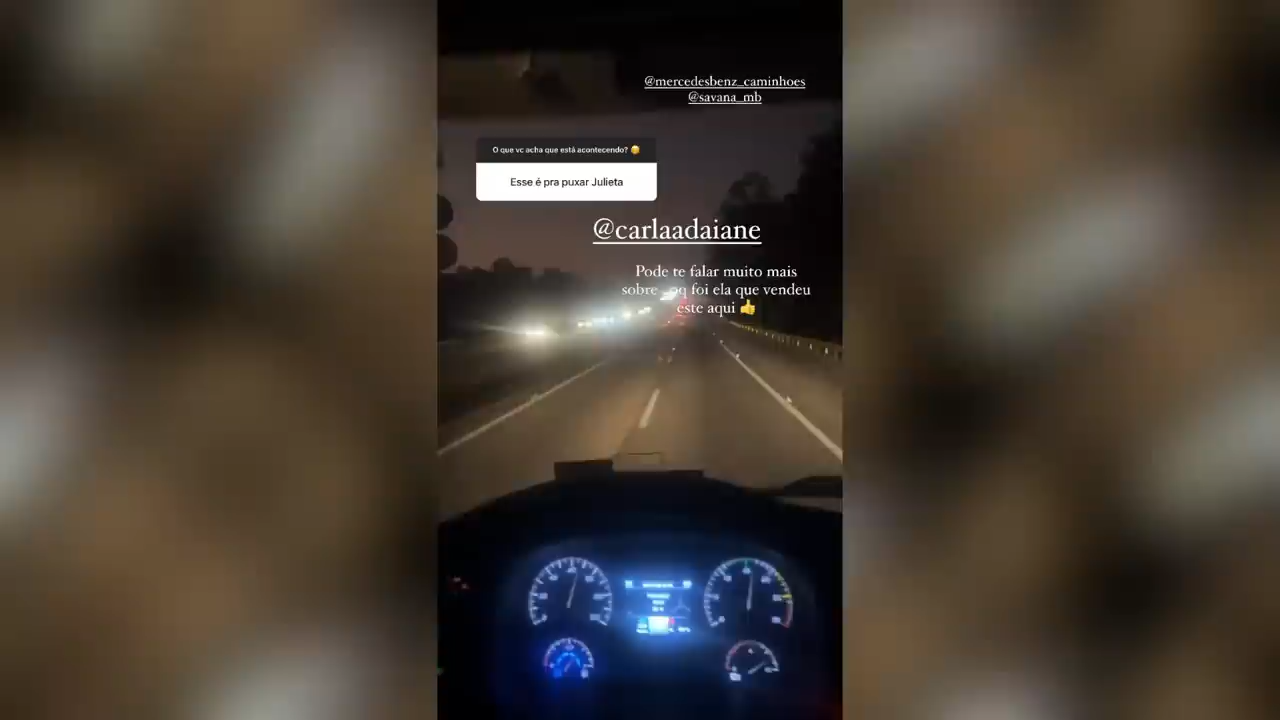 @mercedesbenz_caminhoes
@savana_mb
O que vc acha que está acontecendo? 😄
Esse é pra puxar Julieta
@carlaadaiane
Pode te falar muito mais
sobre pq foi ela que vendeu
este aqui 👍